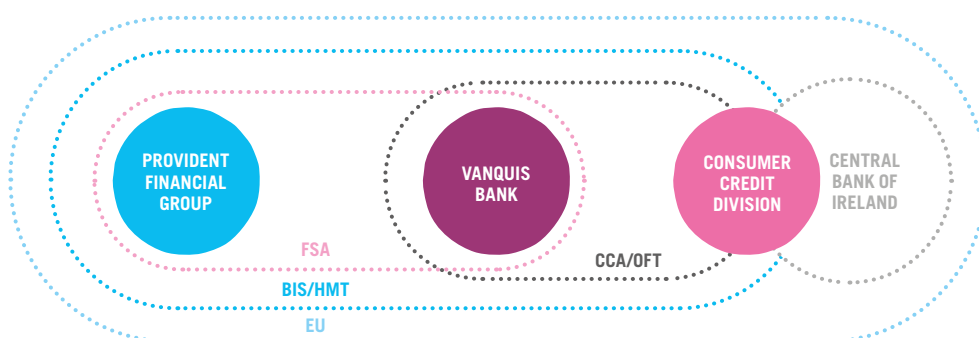 PROVIDENT
FINANCIAL
GROUP
VANQUIS
BANK
CONSUMER
CREDIT
DIVISION
CENTRAL
BANK OF
IRELAND
FSA
CCA/OFT
BIS/HMT
EU